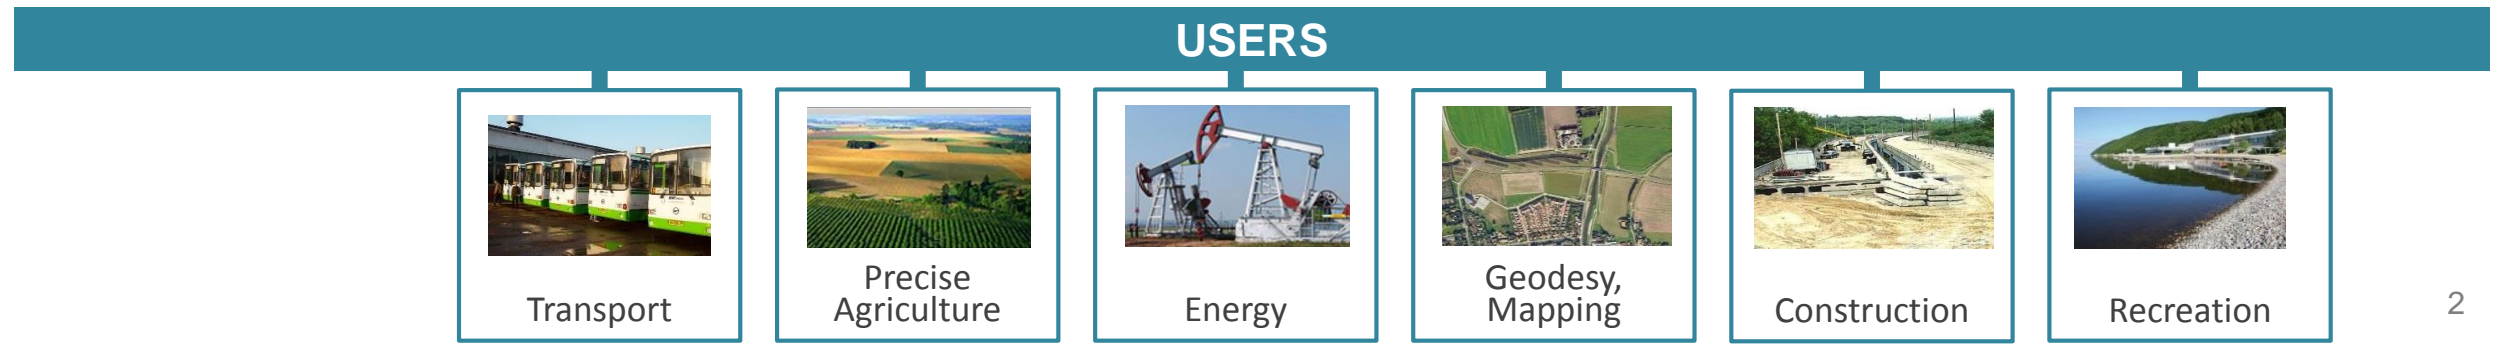 USERS
Transport
Precise
Agriculture
Energy
Geodesy,
Mapping
Construction
Recreation
2